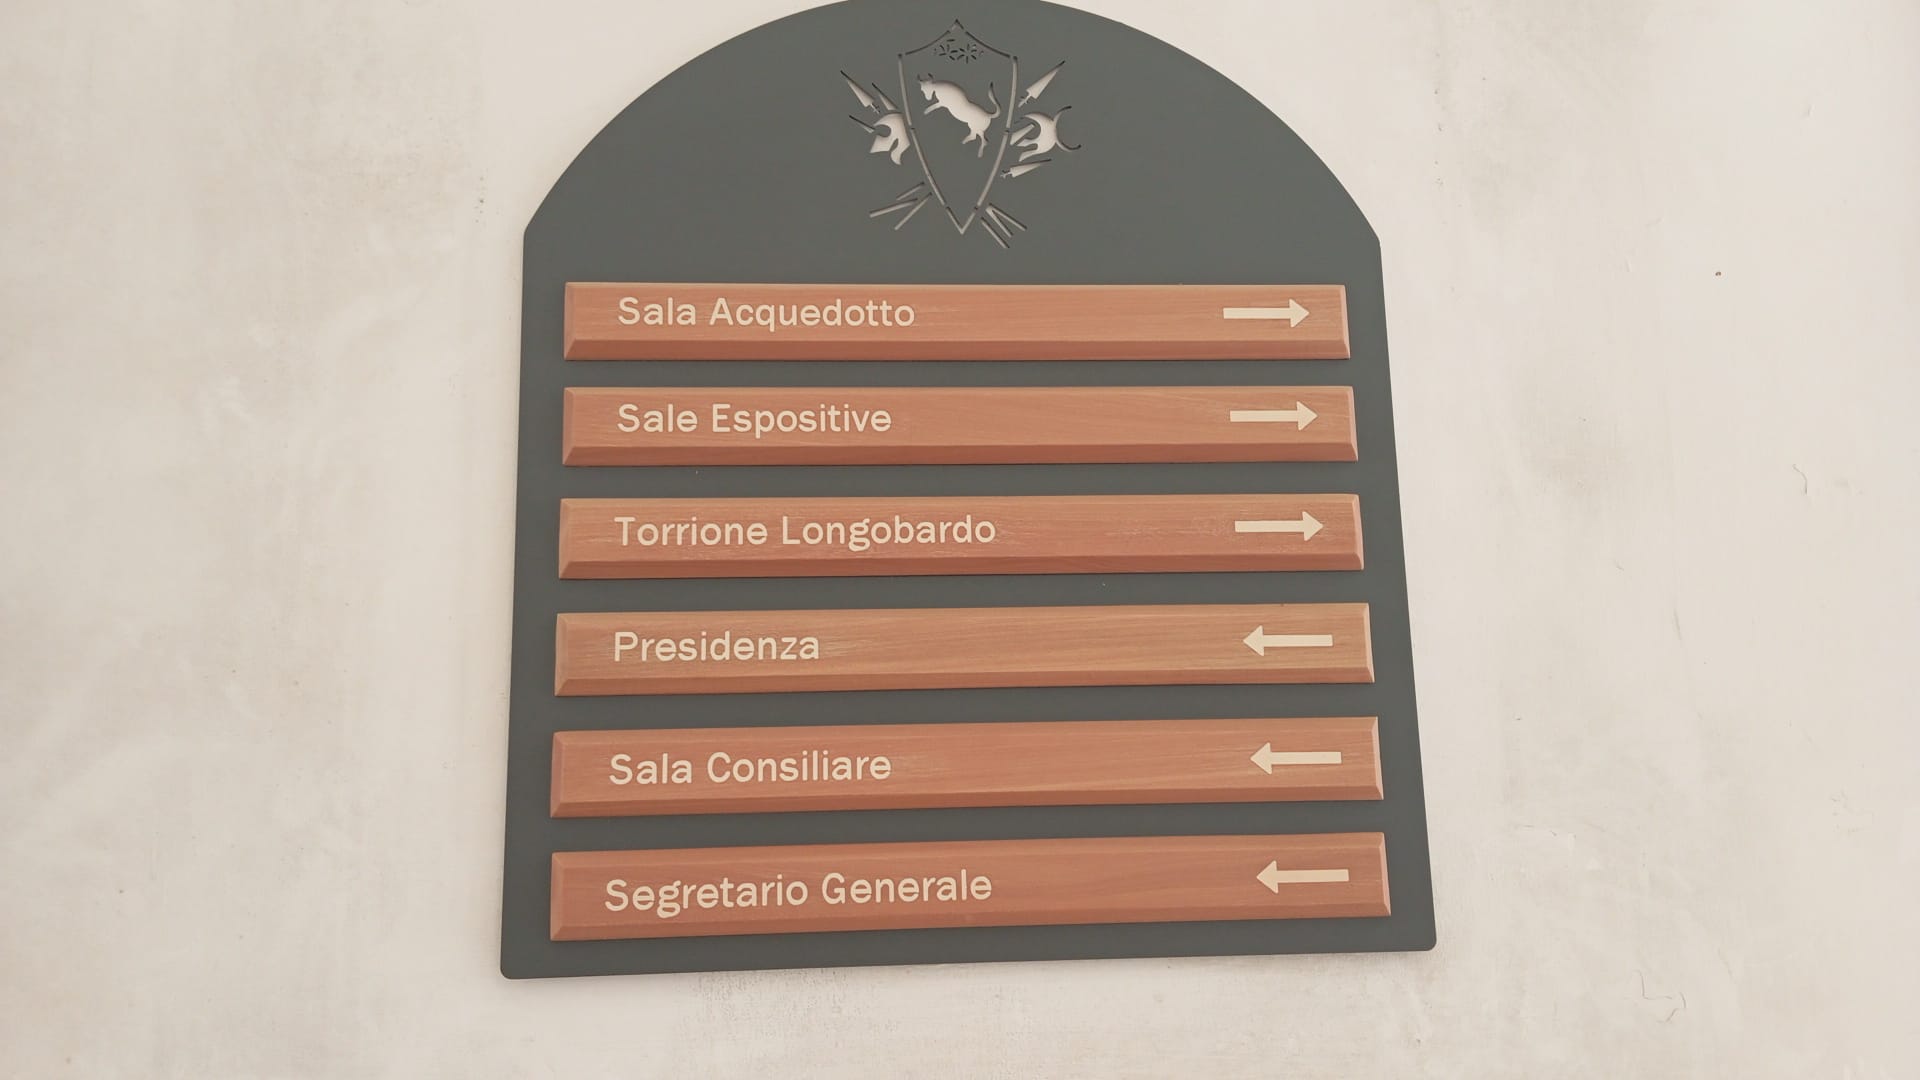 Sala Acquedotto →
Sale Espositive →
Torrione Longobardo →
Presidenza ←
Sala Consiliare ←
Segretario Generale ←